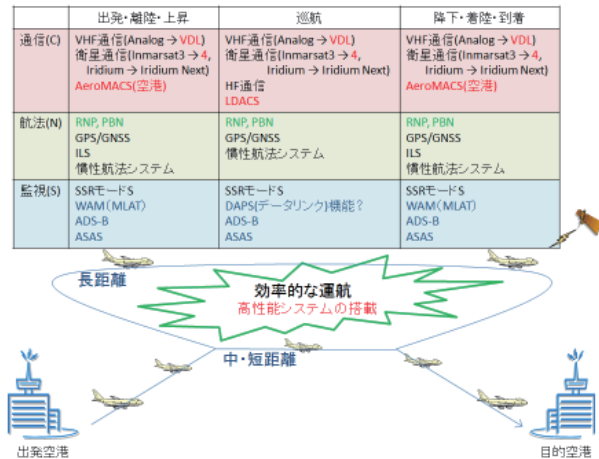 出発・離陸・上昇 巡航 降下・着陸・到着
通信(C) VHF通信(Analog → VDL) VHF通信(Analog → VDL) VHF通信(Analog → VDL)
衛星通信(Inmarsat3 → 4, 衛星通信(Inmarsat3 → 4, 衛星通信(Inmarsat3 → 4,
Iridium → Iridium Next) Iridium → Iridium Next) Iridium → Iridium Next)
AeroMACS(空港) HF通信 AeroMACS(空港)
LDACS
航法(N) RNP, PBN RNP, PBN RNP, PBN
GPS/GNSS GPS/GNSS GPS/GNSS
ILS 慣性航法システム ILS
慣性航法システム 慣性航法システム
監視(S) SSRモードS SSRモードS SSRモードS
WAM(MLAT) DAPS(データリンク)機能? WAM(MLAT)
ADS-B ADS-B ADS-B
ASAS ASAS ASAS
長距離
効率的な運航
高性能システムの搭載
中・短距離
出発空港 目的空港